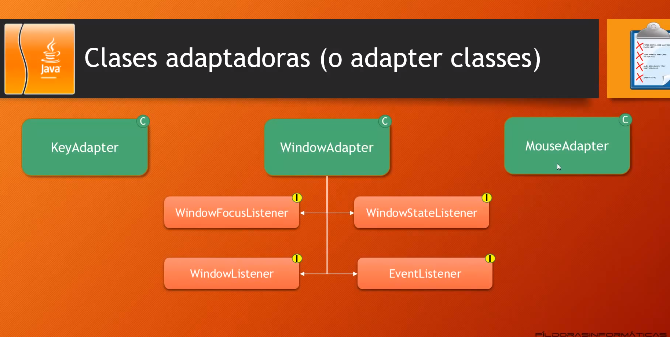 Java
Clases adaptadoras (o adapter classes)
C
KeyAdapter
C
WindowAdapter
C
MouseAdapter
I
WindowFocusListener
I
WindowStateListener
I
WindowListener
I
EventListener
PILDORASINFORMATICAS